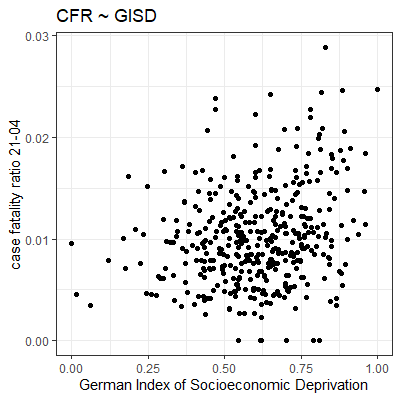 CFR ~ GISD
0.03
0.02
0.01
0.00
case fatality ratio 21-04
0.00 0.25 0.50 0.75 1.00
German Index of Socioeconomic Deprivation